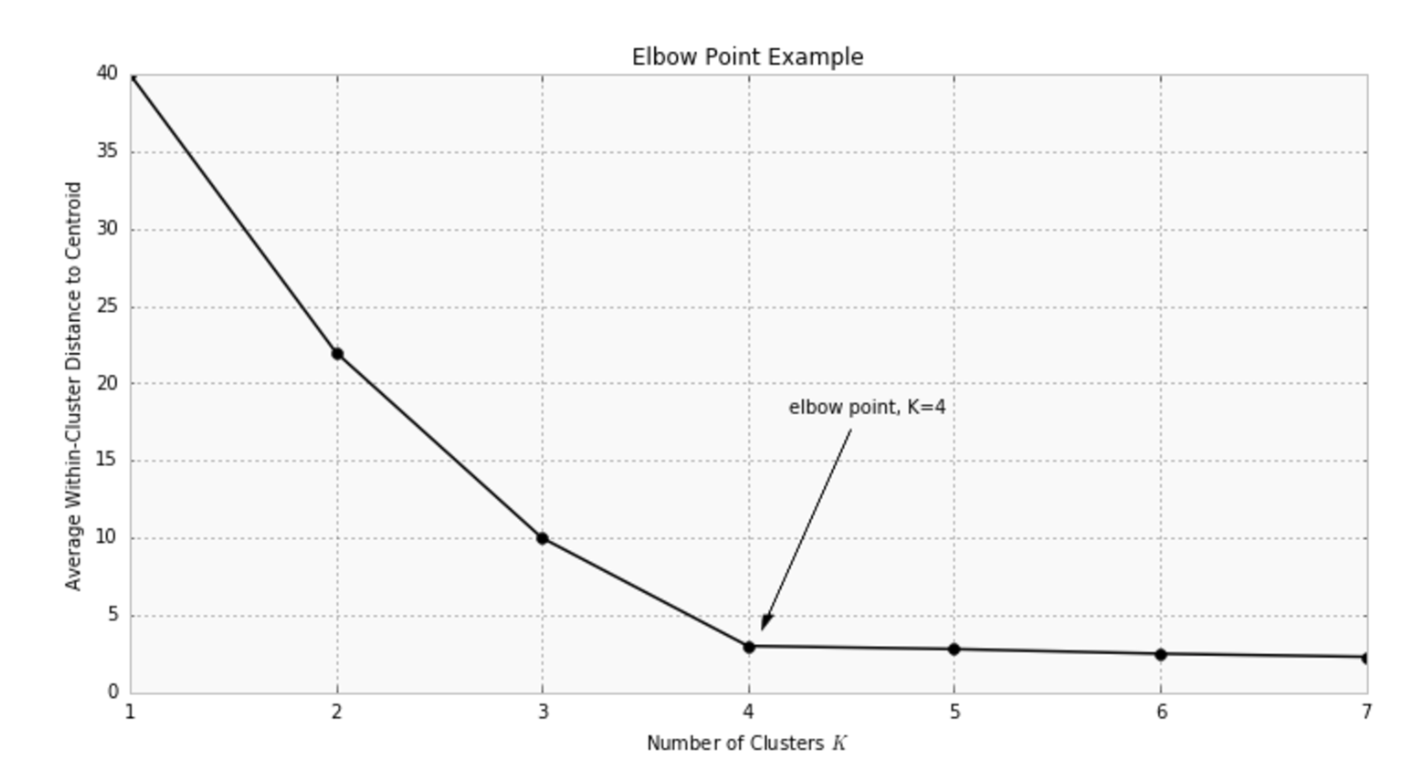 Elbow Point Example
40
35
30
25
20
15
10
5
0
Average Within-Cluster Distance to Centroid
elbow point, K=4
1 2 3 4 5 6 7
Number of Clusters K